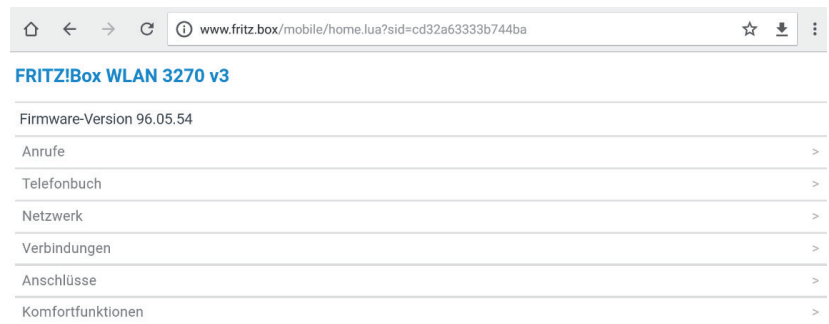 www.fritz.box/mobile/home.lua?sid=cd32a63333b744ba
FRITZ!Box WLAN 3270 v3
Firmware-Version 96.05.54
Anrufe >
Telefonbuch >
Netzwerk >
Verbindungen >
Anschlüsse >
Komfortfunktionen >